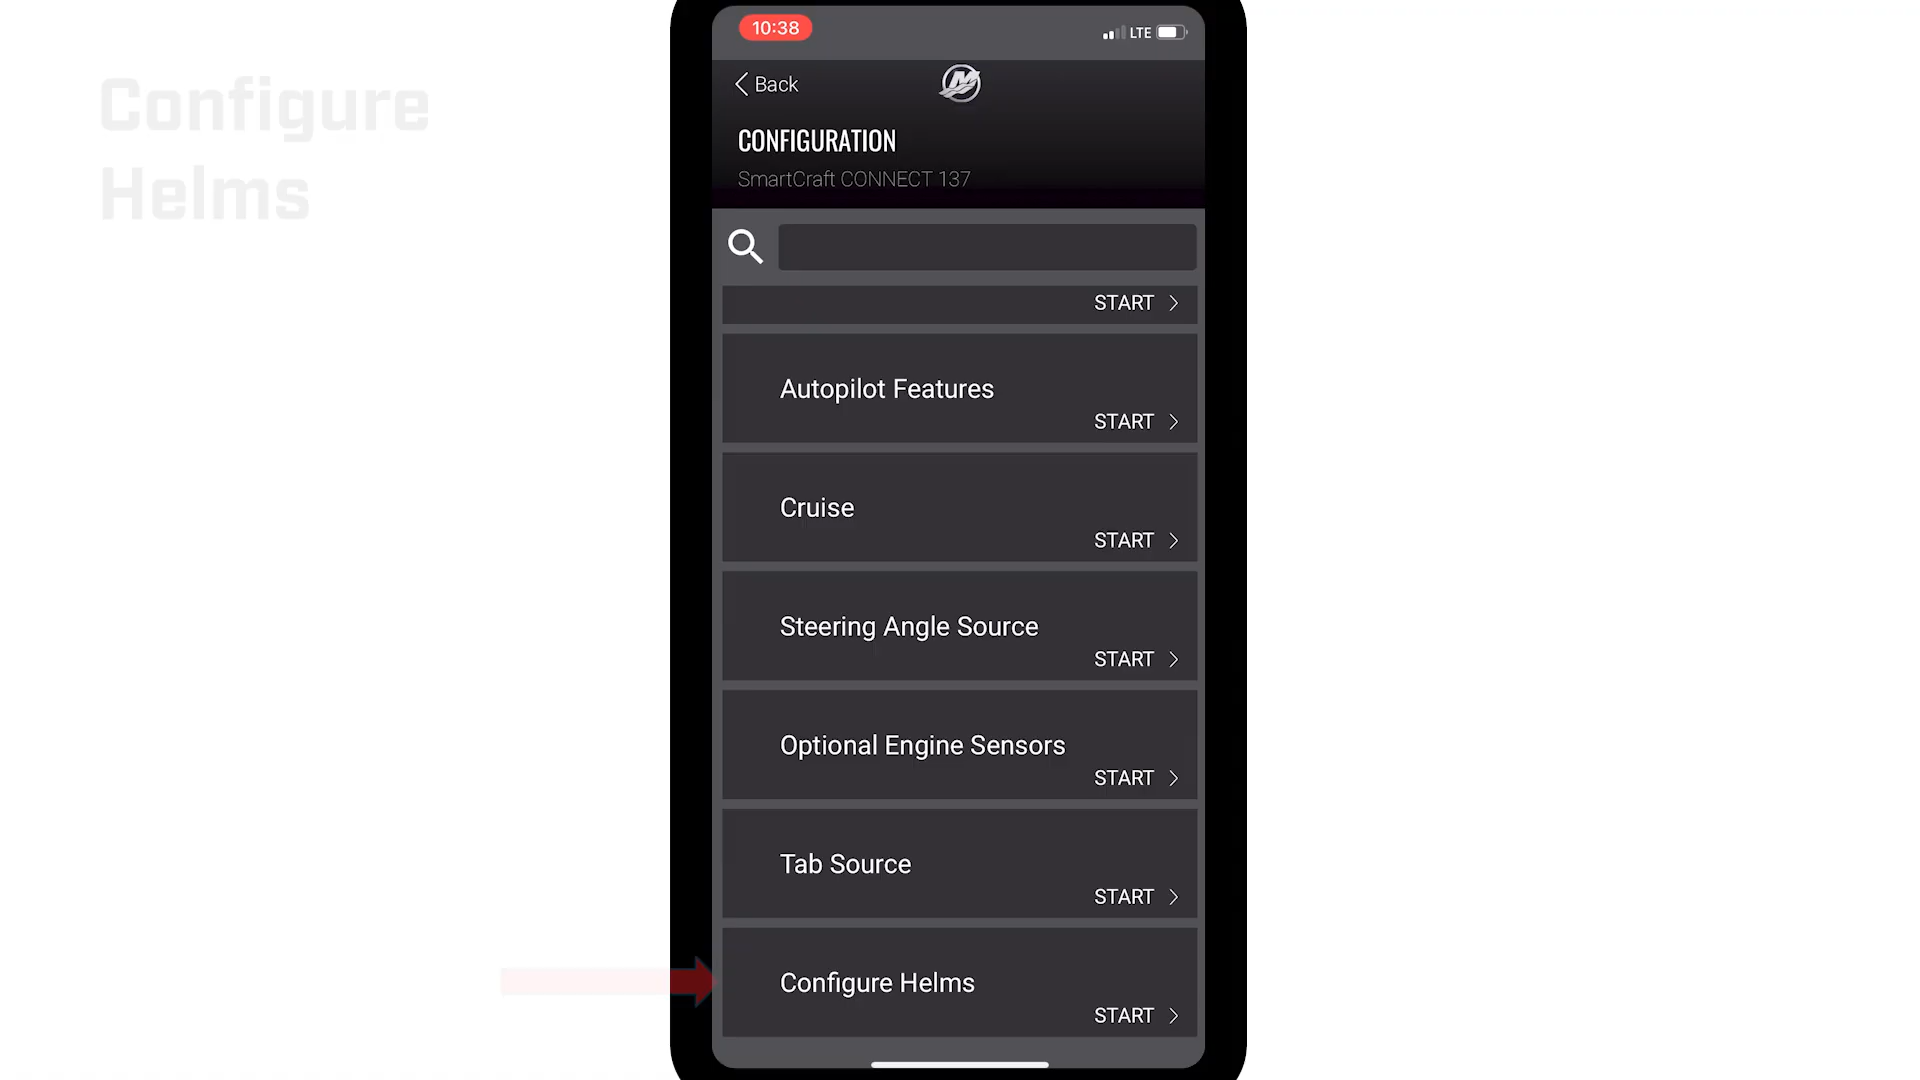 Configure
Helms
10:38
LTE
Back
CONFIGURATION
SmartCraft CONNECT 137
START
Autopilot Features
START
Cruise
START
Steering Angle Source
START
Optional Engine Sensors
START
Tab Source
START
Configure Helms
START